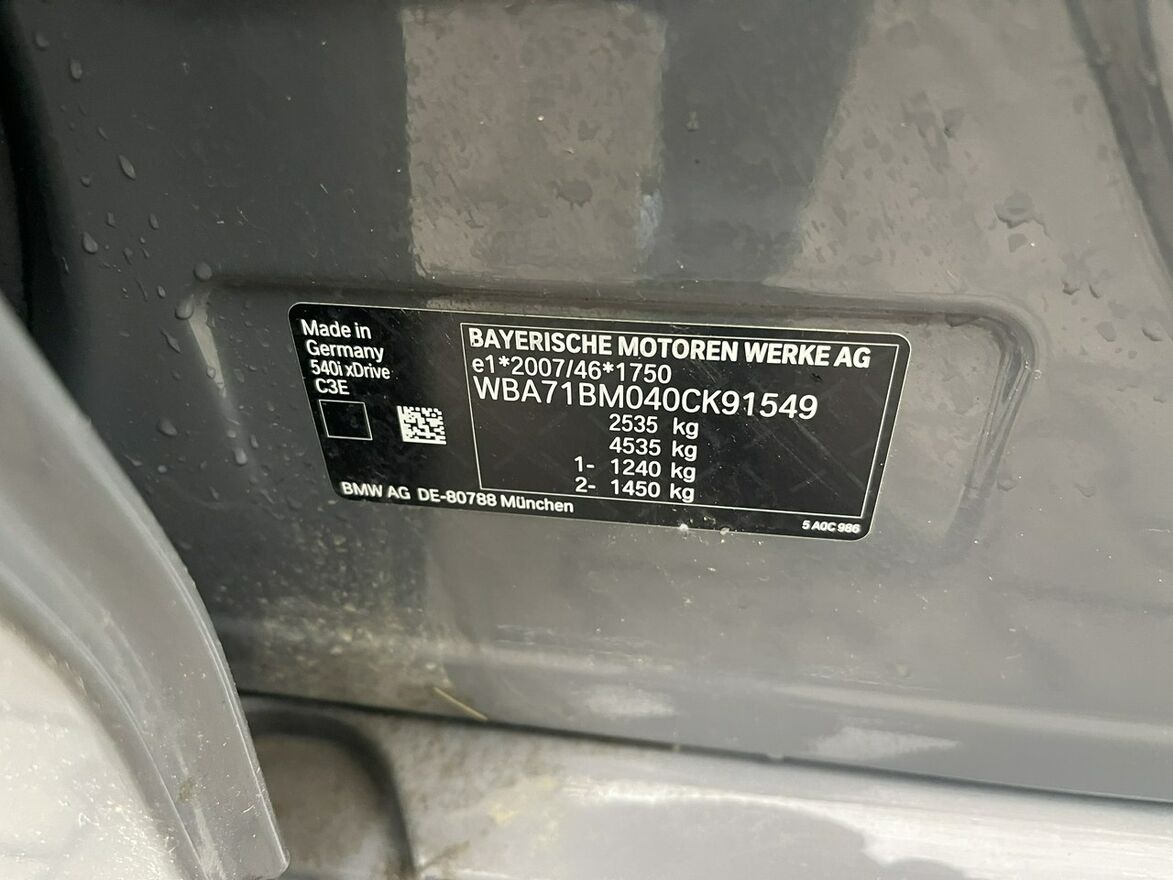 Made in
Germany
540i xDrive
C3E
BAYERISCHE MOTOREN WERKE AG
e1*2007/46*1750
WBA71BM040CK91549
2535 kg
4535 kg
1- 1240 kg
2- 1450 kg
BMW AG DE-80788 München
5 A0C 986